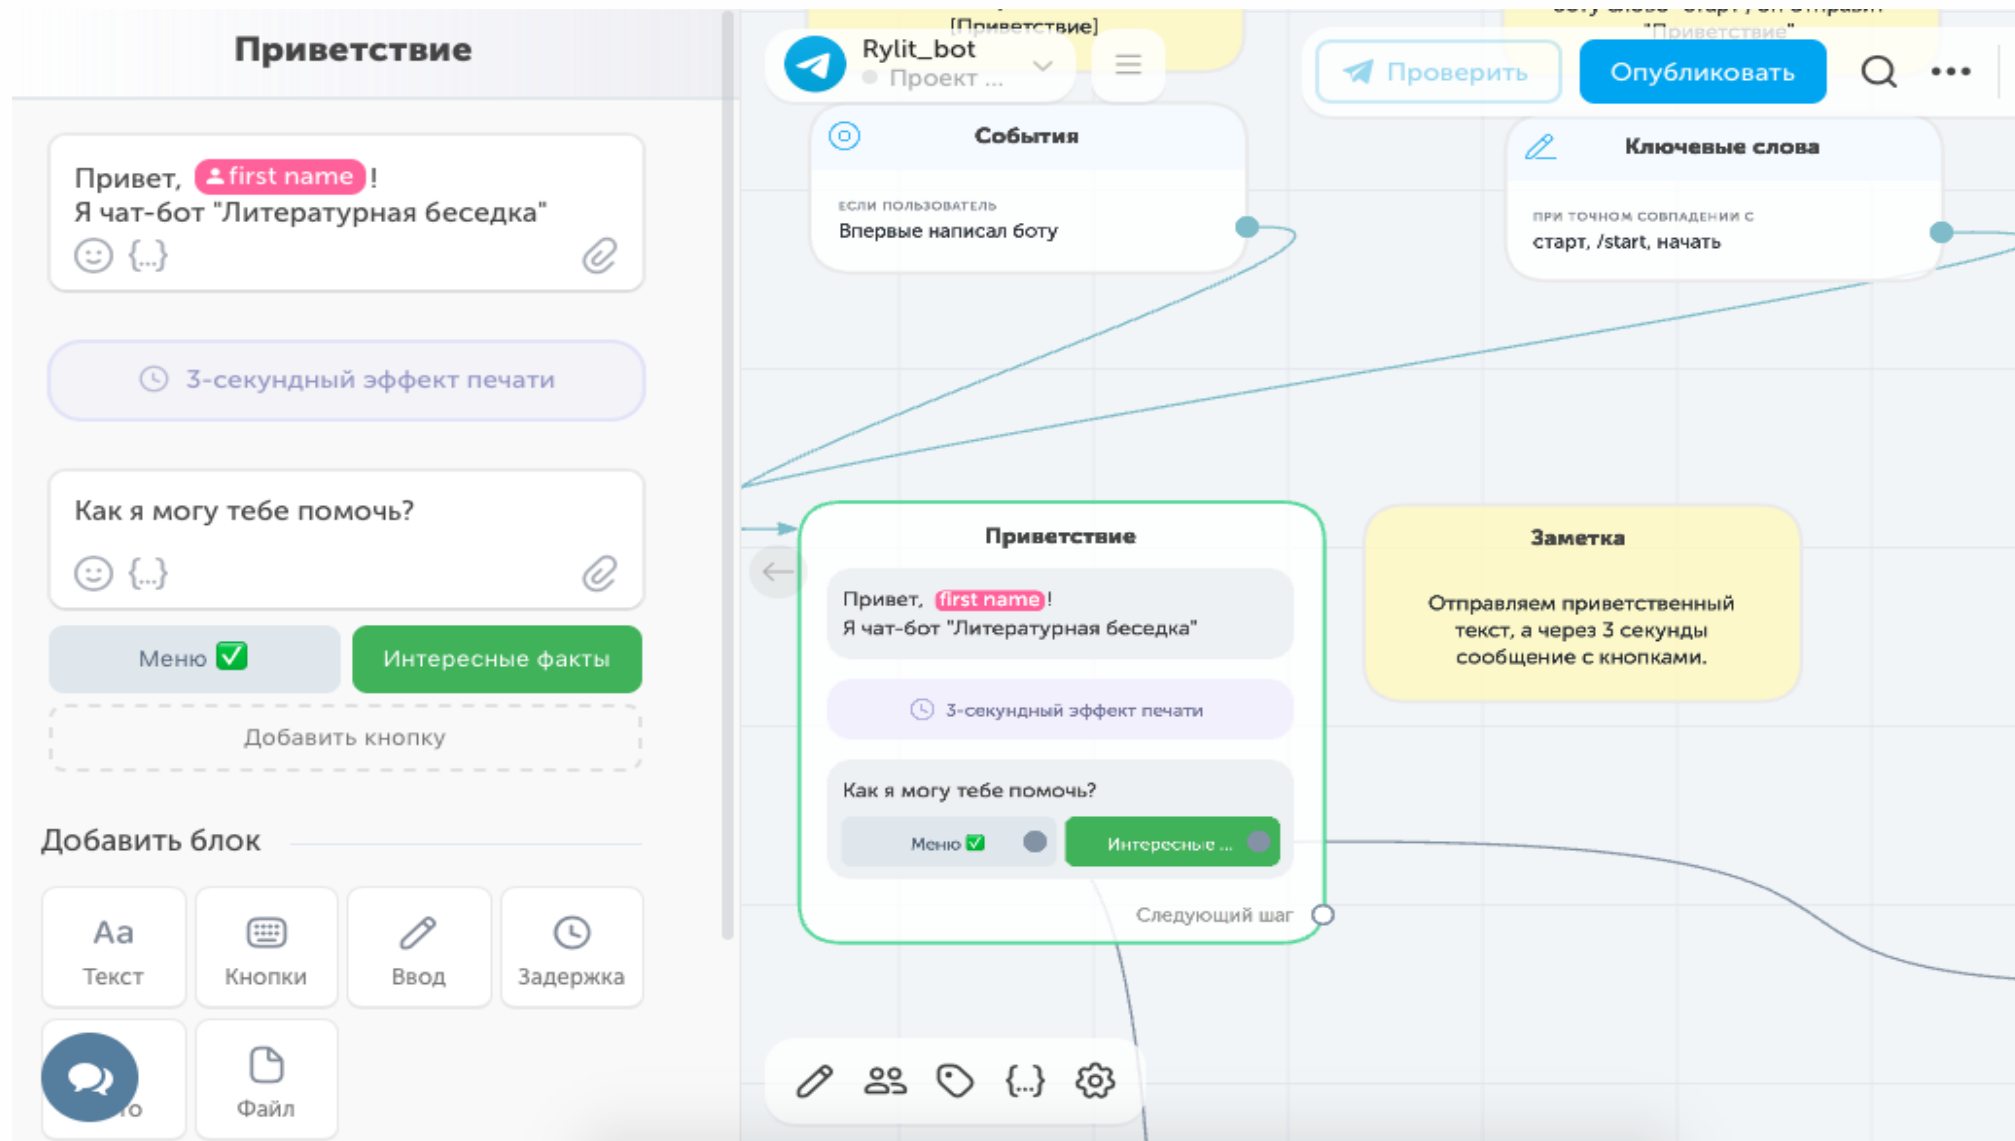 Приветствие
Привет, first name !
Я чат-бот "Литературная беседка"
{...}
3-секундный эффект печати
Как я могу тебе помочь?
{...}
Меню ✅
Интересные факты
Добавить кнопку
Добавить блок
Aa
Текст
Кнопки
Ввод
Задержка
Файл
[Приветствие]
"Приветствие"
Rylit_bot
Проект ...
Проверить
Опубликовать
События
ЕСЛИ ПОЛЬЗОВАТЕЛЬ
Впервые написал боту
Ключевые слова
ПРИ ТОЧНОМ СОВПАДЕНИИ С
старт, /start, начать
Приветствие
Привет, first name !
Я чат-бот "Литературная беседка"
3-секундный эффект печати
Как я могу тебе помочь?
Меню ✅
Интересные ...
Следующий шаг
Заметка
Отправляем приветственный
текст, а через 3 секунды
сообщение с кнопками.
{...}